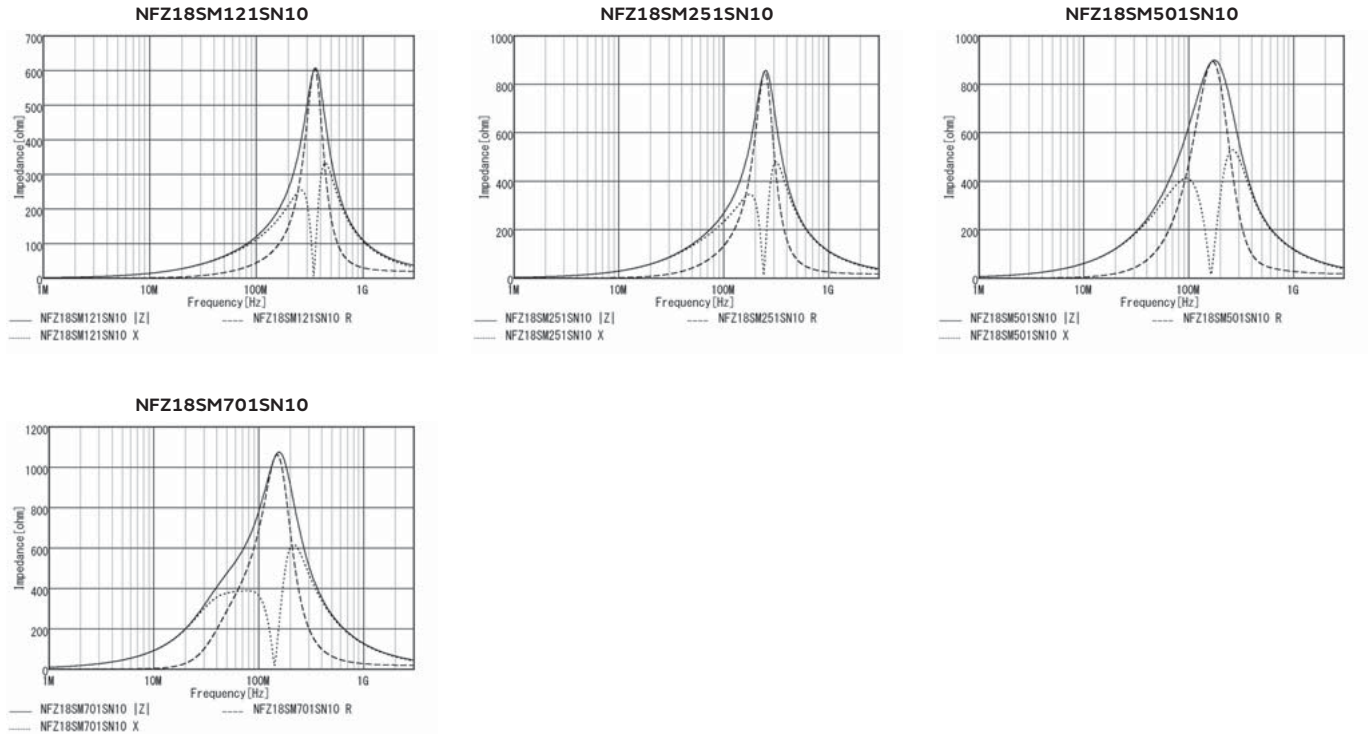 NFZ18SM121SN10
700
600
500
400
300
200
100
0
Impedance[ohm]
1M 10M 100M 1G
Frequency[Hz]
NFZ18SM121SN10 |Z| NFZ18SM121SN10 R
NFZ18SM121SN10 X
NFZ18SM251SN10
1000
800
600
400
200
0
Impedance[ohm]
1M 10M 100M 1G
Frequency[Hz]
NFZ18SM251SN10 |Z| NFZ18SM251SN10 R
NFZ18SM251SN10 X
NFZ18SM501SN10
1000
800
600
400
200
0
Impedance[ohm]
1M 10M 100M 1G
Frequency[Hz]
NFZ18SM501SN10 |Z| NFZ18SM501SN10 R
NFZ18SM501SN10 X
NFZ18SM701SN10
1200
1000
800
600
400
200
0
Impedance[ohm]
1M 10M 100M 1G
Frequency[Hz]
NFZ18SM701SN10 |Z| NFZ18SM701SN10 R
NFZ18SM701SN10 X